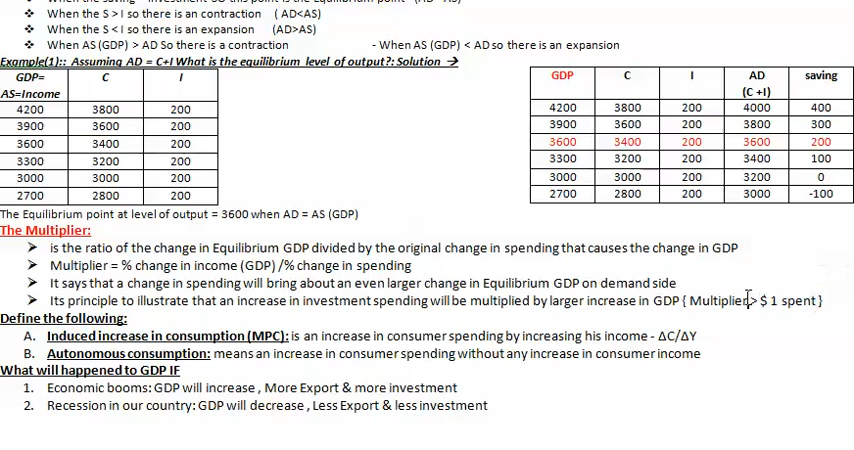 When the S > I so there is an contraction ( AD<AS)
When the S < I so there is an expansion (AD>AS)
When AS (GDP) > AD So there is a contraction - When AS (GDP) < AD so there is an expansion
Example(1):: Assuming AD = C+I What is the equilibrium level of output?: Solution →
GDP= AS=Income C I
4200 3800 200
3900 3600 200
3600 3400 200
3300 3200 200
3000 3000 200
2700 2800 200
GDP C I AD (C +I) saving
4200 3800 200 4000 400
3900 3600 200 3800 300
3600 3400 200 3600 200
3300 3200 200 3400 100
3000 3000 200 3200 0
2700 2800 200 3000 -100
The Equilibrium point at level of output = 3600 when AD = AS (GDP)
The Multiplier:
is the ratio of the change in Equilibrium GDP divided by the original change in spending that causes the change in GDP
Multiplier = % change in income (GDP) /% change in spending
It says that a change in spending will bring about an even larger change in Equilibrium GDP on demand side
Its principle to illustrate that an increase in investment spending will be multiplied by larger increase in GDP { Multiplier> $ 1 spent }
Define the following:
A. Induced increase in consumption (MPC): is an increase in consumer spending by increasing his income - ΔC/ΔY
B. Autonomous consumption: means an increase in consumer spending without any increase in consumer income
What will happened to GDP IF
1. Economic booms: GDP will increase , More Export & more investment
2. Recession in our country: GDP will decrease , Less Export & less investment